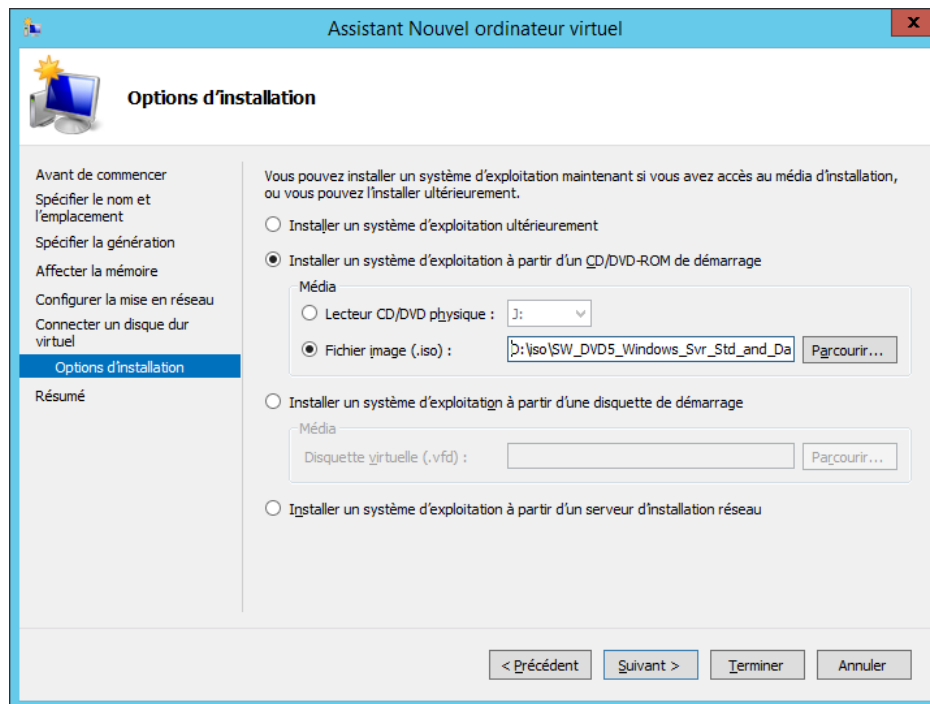 Assistant Nouvel ordinateur virtuel
x
Options d'installation
Avant de commencer
Spécifier le nom et
l'emplacement
Spécifier la génération
Affecter la mémoire
Configurer la mise en réseau
Connecter un disque dur
virtuel
Options d'installation
Résumé
Vous pouvez installer un système d'exploitation maintenant si vous avez accès au média d'installation,
ou vous pouvez l'installer ultérieurement.
Installer un système d'exploitation ultérieurement
Installer un système d'exploitation à partir d'un CD/DVD-ROM de démarrage
Média
Lecteur CD/DVD physique : J:
Fichier image (.iso) : D:\iso\SW_DVD5_Windows_Svr_Std_and_Da Parcourir...
Installer un système d'exploitation à partir d'une disquette de démarrage
Média
Disquette virtuelle (.vfd) : Parcourir...
Installer un système d'exploitation à partir d'un serveur d'installation réseau
< Précédent Suivant > Terminer Annuler